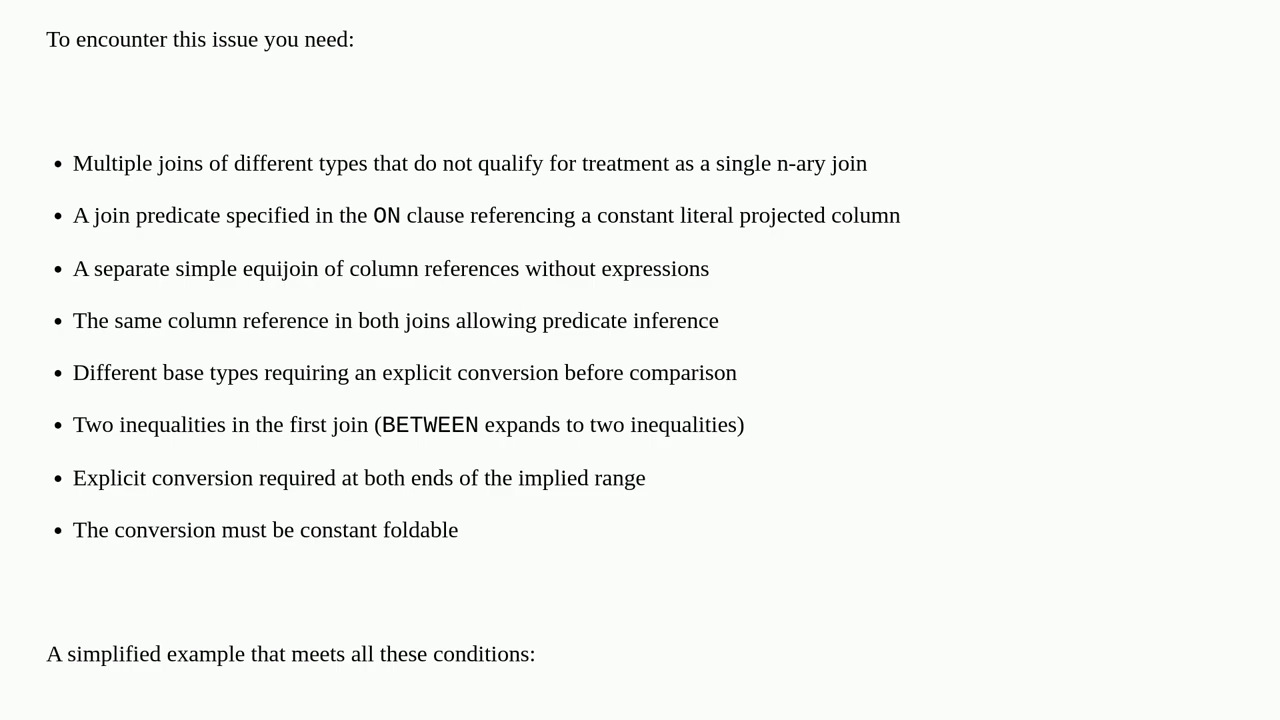 To encounter this issue you need:
• Multiple joins of different types that do not qualify for treatment as a single n-ary join
• A join predicate specified in the ON clause referencing a constant literal projected column
• A separate simple equijoin of column references without expressions
• The same column reference in both joins allowing predicate inference
• Different base types requiring an explicit conversion before comparison
• Two inequalities in the first join (BETWEEN expands to two inequalities)
• Explicit conversion required at both ends of the implied range
• The conversion must be constant foldable
A simplified example that meets all these conditions: